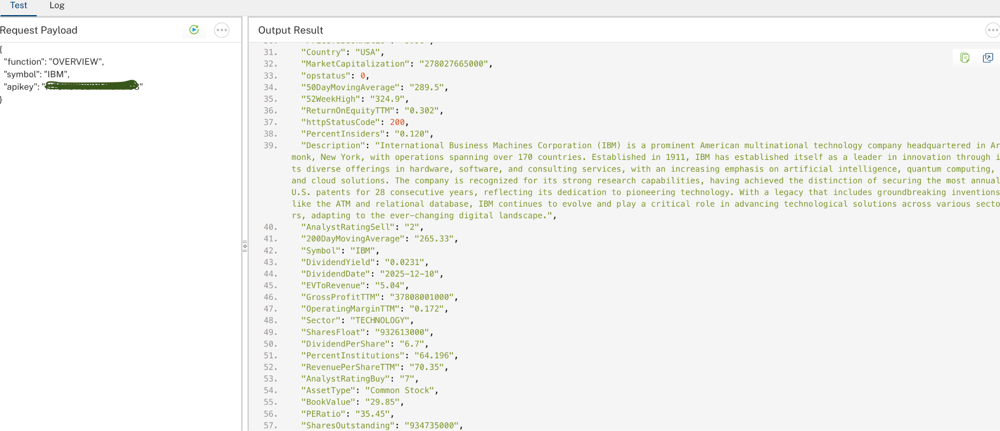 Test Log
Request Payload
{
"function": "OVERVIEW",
"symbol": "IBM",
"apikey": "
}
Output Result
31. "Country": "USA",
32. "MarketCapitalization": "278027665000",
33. "opstatus": 0,
34. "50DayMovingAverage": "289.5",
35. "52WeekHigh": "324.9",
36. "ReturnOnEquityTTM": "0.302",
37. "httpStatusCode": 200,
38. "PercentInsiders": "0.120",
39. "Description": "International Business Machines Corporation (IBM) is a prominent American multinational technology company headquartered in Ar
monk, New York, with operations spanning over 170 countries. Established in 1911, IBM has established itself as a leader in innovation through i
ts diverse offerings in hardware, software, and consulting services, with an increasing emphasis on artificial intelligence, quantum computing,
and cloud solutions. The company is recognized for its strong research capabilities, having achieved the distinction of securing the most annual
U.S. patents for 28 consecutive years, reflecting its dedication to pioneering technology. With a legacy that includes groundbreaking inventions
like the ATM and relational database, IBM continues to evolve and play a critical role in advancing technological solutions across various secto
rs, adapting to the ever-changing digital landscape.",
40. "AnalystRatingSell": "2",
41. "200DayMovingAverage": "265.33",
42. "Symbol": "IBM",
43. "DividendYield": "0.0231",
44. "DividendDate": "2025-12-10",
45. "EVToRevenue": "5.04",
46. "GrossProfitTTM": "37808001000",
47. "OperatingMarginTTM": "0.172",
48. "Sector": "TECHNOLOGY",
49. "SharesFloat": "932613000",
50. "DividendPerShare": "6.7",
51. "PercentInstitutions": "64.196",
52. "RevenuePerShareTTM": "70.35",
53. "AnalystRatingBuy": "7",
54. "AssetType": "Common Stock",
55. "BookValue": "29.85",
56. "PERatio": "35.45",
57. "SharesOutstanding": "934735000",